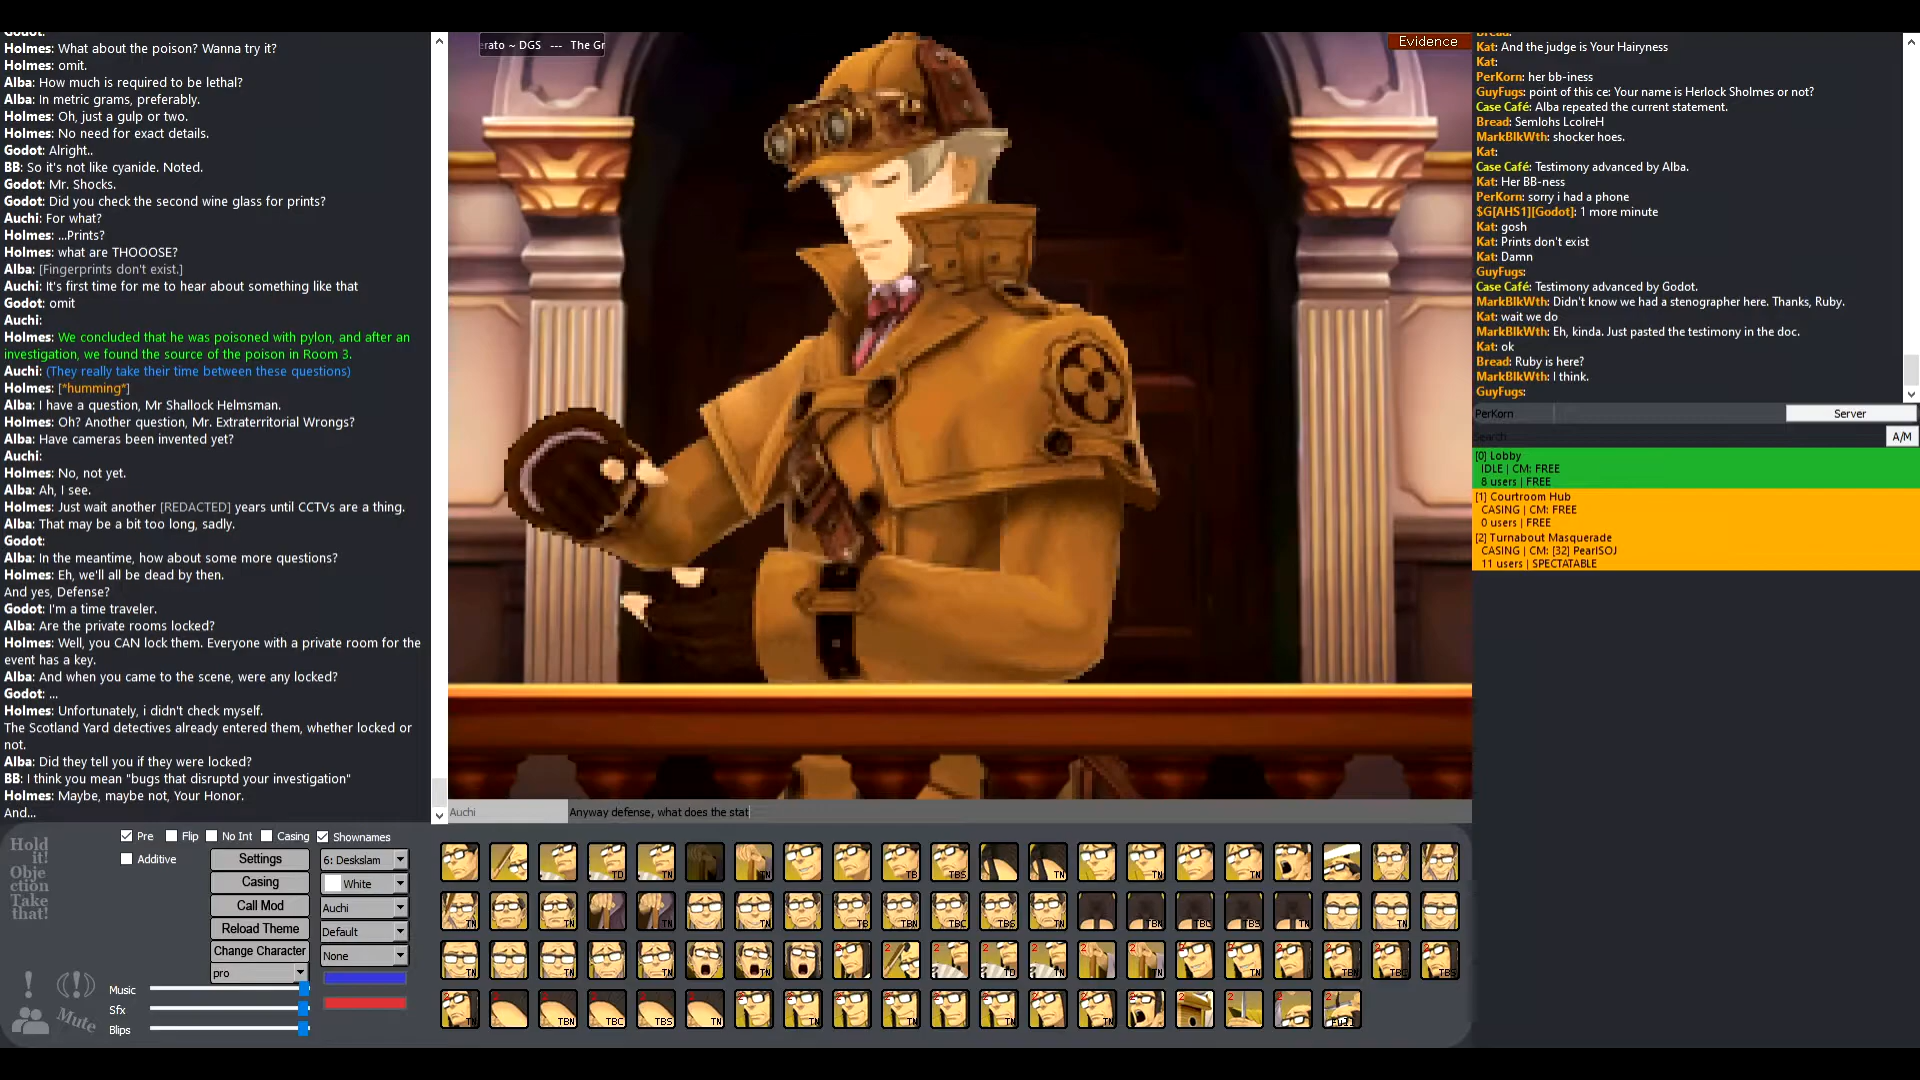 Godot:
Holmes: What about the poison? Wanna try it?
Holmes: omit.
Alba: How much is required to be lethal?
Alba: In metric grams, preferably.
Holmes: Oh, just a gulp or two.
Holmes: No need for exact details.
Godot: Alright..
BB: So it's not like cyanide. Noted.
Godot: Mr. Shocks.
Godot: Did you check the second wine glass for prints?
Auchi: For what?
Holmes: ...Prints?
Holmes: what are THOOOSE?
Alba: [Fingerprints don't exist.]
Auchi: It's first time for me to hear about something like that
Godot: omit
Auchi:
Holmes: We concluded that he was poisoned with pylon, and after an
investigation, we found the source of the poison in Room 3.
Auchi: (They really take their time between these questions)
Holmes: [*humming*]
Alba: I have a question, Mr Shallock Helmsman.
Holmes: Oh? Another question, Mr. Extraterritorial Wrongs?
Alba: Have cameras been invented yet?
Auchi:
Holmes: No, not yet.
Alba: Ah, I see.
Holmes: Just wait another [REDACTED] years until CCTVs are a thing.
Alba: That may be a bit too long, sadly.
Godot:
Alba: In the meantime, how about some more questions?
Holmes: Eh, we'll all be dead by then.
And yes, Defense?
Godot: I'm a time traveler.
Alba: Are the private rooms locked?
Holmes: Well, you CAN lock them. Everyone with a private room for the
event has a key.
Alba: And when you came to the scene, were any locked?
Godot: ...
Holmes: Unfortunately, i didn't check myself.
The Scotland Yard detectives already entered them, whether locked or
not.
Alba: Did they tell you if they were locked?
BB: I think you mean "bugs that disruptd your investigation"
Holmes: Maybe, maybe not, Your Honor.
And...
erato ~ DGS --- The Gr
Evidence
Auchi
Anyway defense, what does the stat
Bread:
Kat: And the judge is Your Hairyness
Kat:
PerKorn: her bb-iness
GuyFugs: point of this ce: Your name is Herlock Sholmes or not?
Case Café: Alba repeated the current statement.
Bread: Semlohs LcolreH
MarkBlkWth: shocker hoes.
Kat:
Case Café: Testimony advanced by Alba.
Kat: Her BB-ness
PerKorn: sorry i had a phone
$G[AHS1][Godot]: 1 more minute
Kat: gosh
Kat: Prints don't exist
Kat: Damn
GuyFugs:
Case Café: Testimony advanced by Godot.
MarkBlkWth: Didn't know we had a stenographer here. Thanks, Ruby.
Kat: wait we do
MarkBlkWth: Eh, kinda. Just pasted the testimony in the doc.
Kat: ok
Bread: Ruby is here?
MarkBlkWth: I think.
GuyFugs:
PerKorn
Server
Search
A/M
[0] Lobby
IDLE | CM: FREE
8 users | FREE
[1] Courtroom Hub
CASING | CM: FREE
0 users | FREE
[2] Turnabout Masquerade
CASING | CM: [32] PearlSOJ
11 users | SPECTATABLE
Hold
it!
Obje
ction
Take
that!
Pre
Flip
No Int
Casing
Shownames
Additive
Settings
Casing
Call Mod
Reload Theme
Change Character
pro
6: Deskslam
White
Auchi
Default
None
Mute
Music
Sfx
Blips